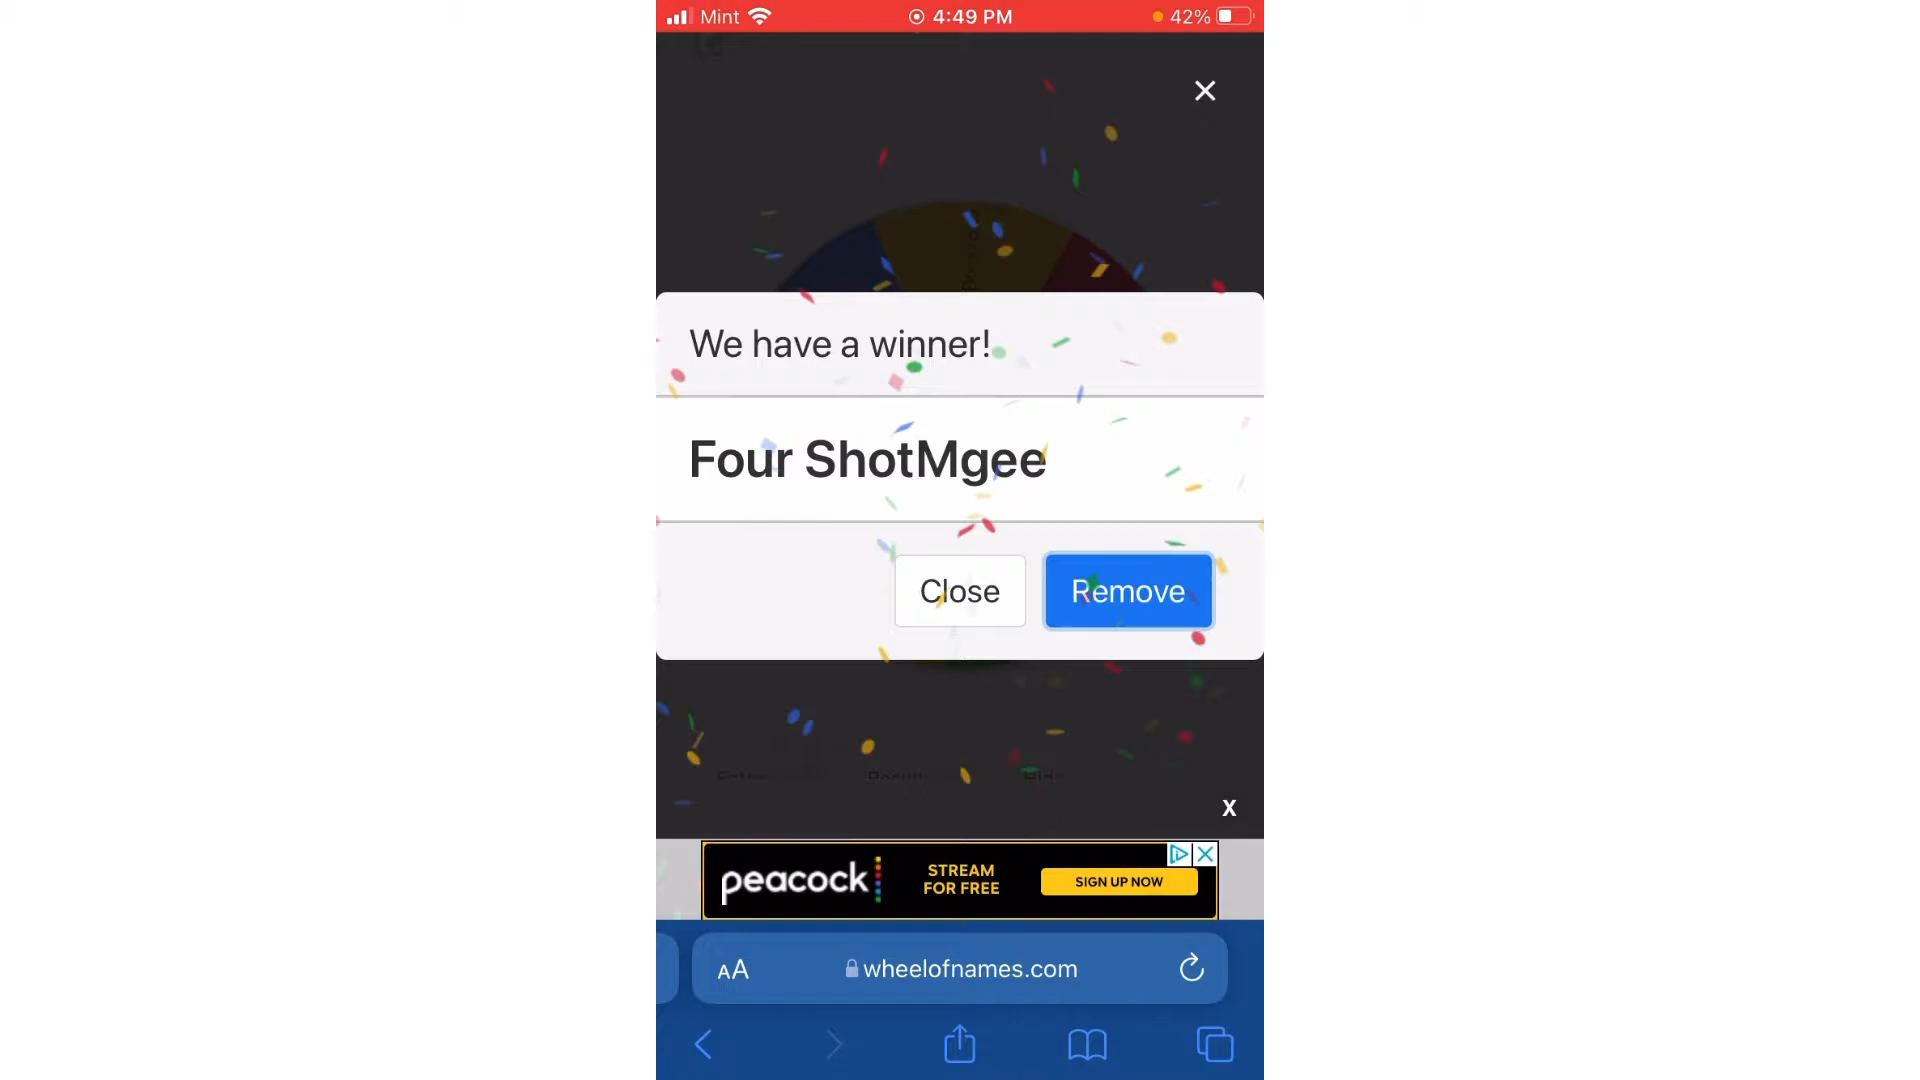 Mint 4:49 PM 42%
We have a winner!
Four ShotMgee
Close Remove
X
peacock STREAM FOR FREE SIGN UP NOW
AA wheelofnames.com